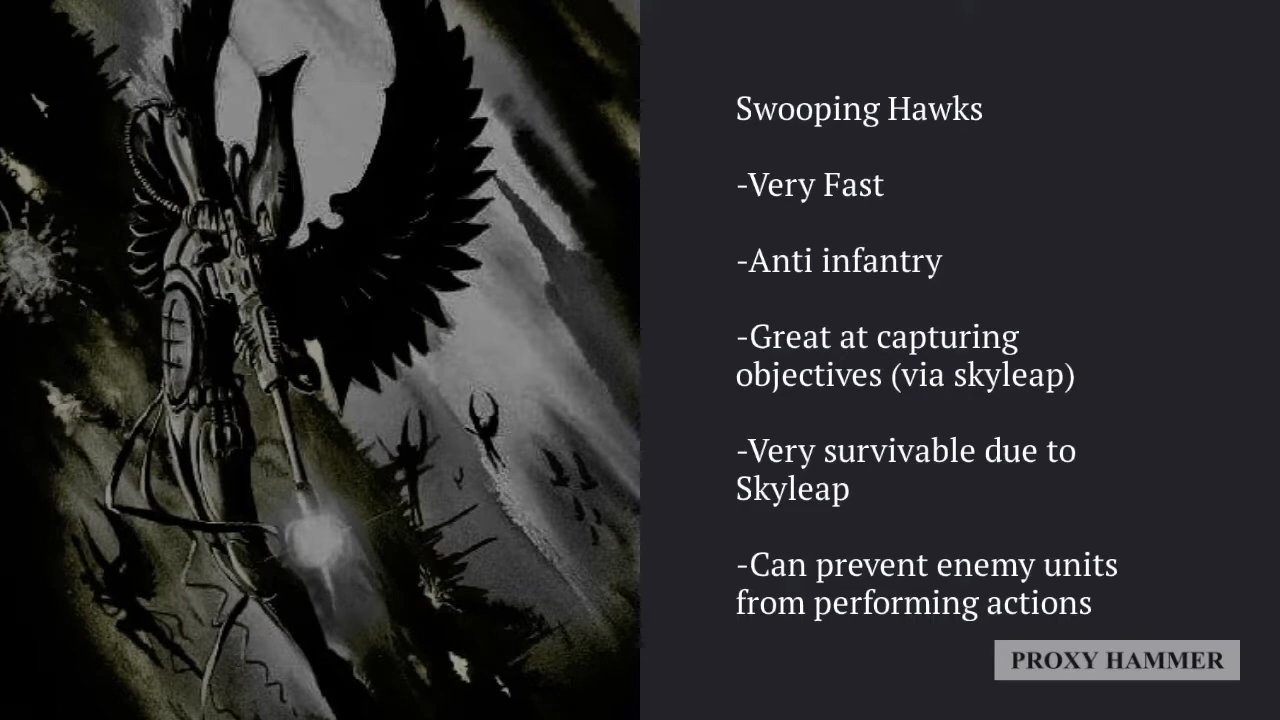 Swooping Hawks
-Very Fast
-Anti infantry
-Great at capturing
objectives (via skyleap)
-Very survivable due to
Skyleap
-Can prevent enemy units
from performing actions
PROXY HAMMER